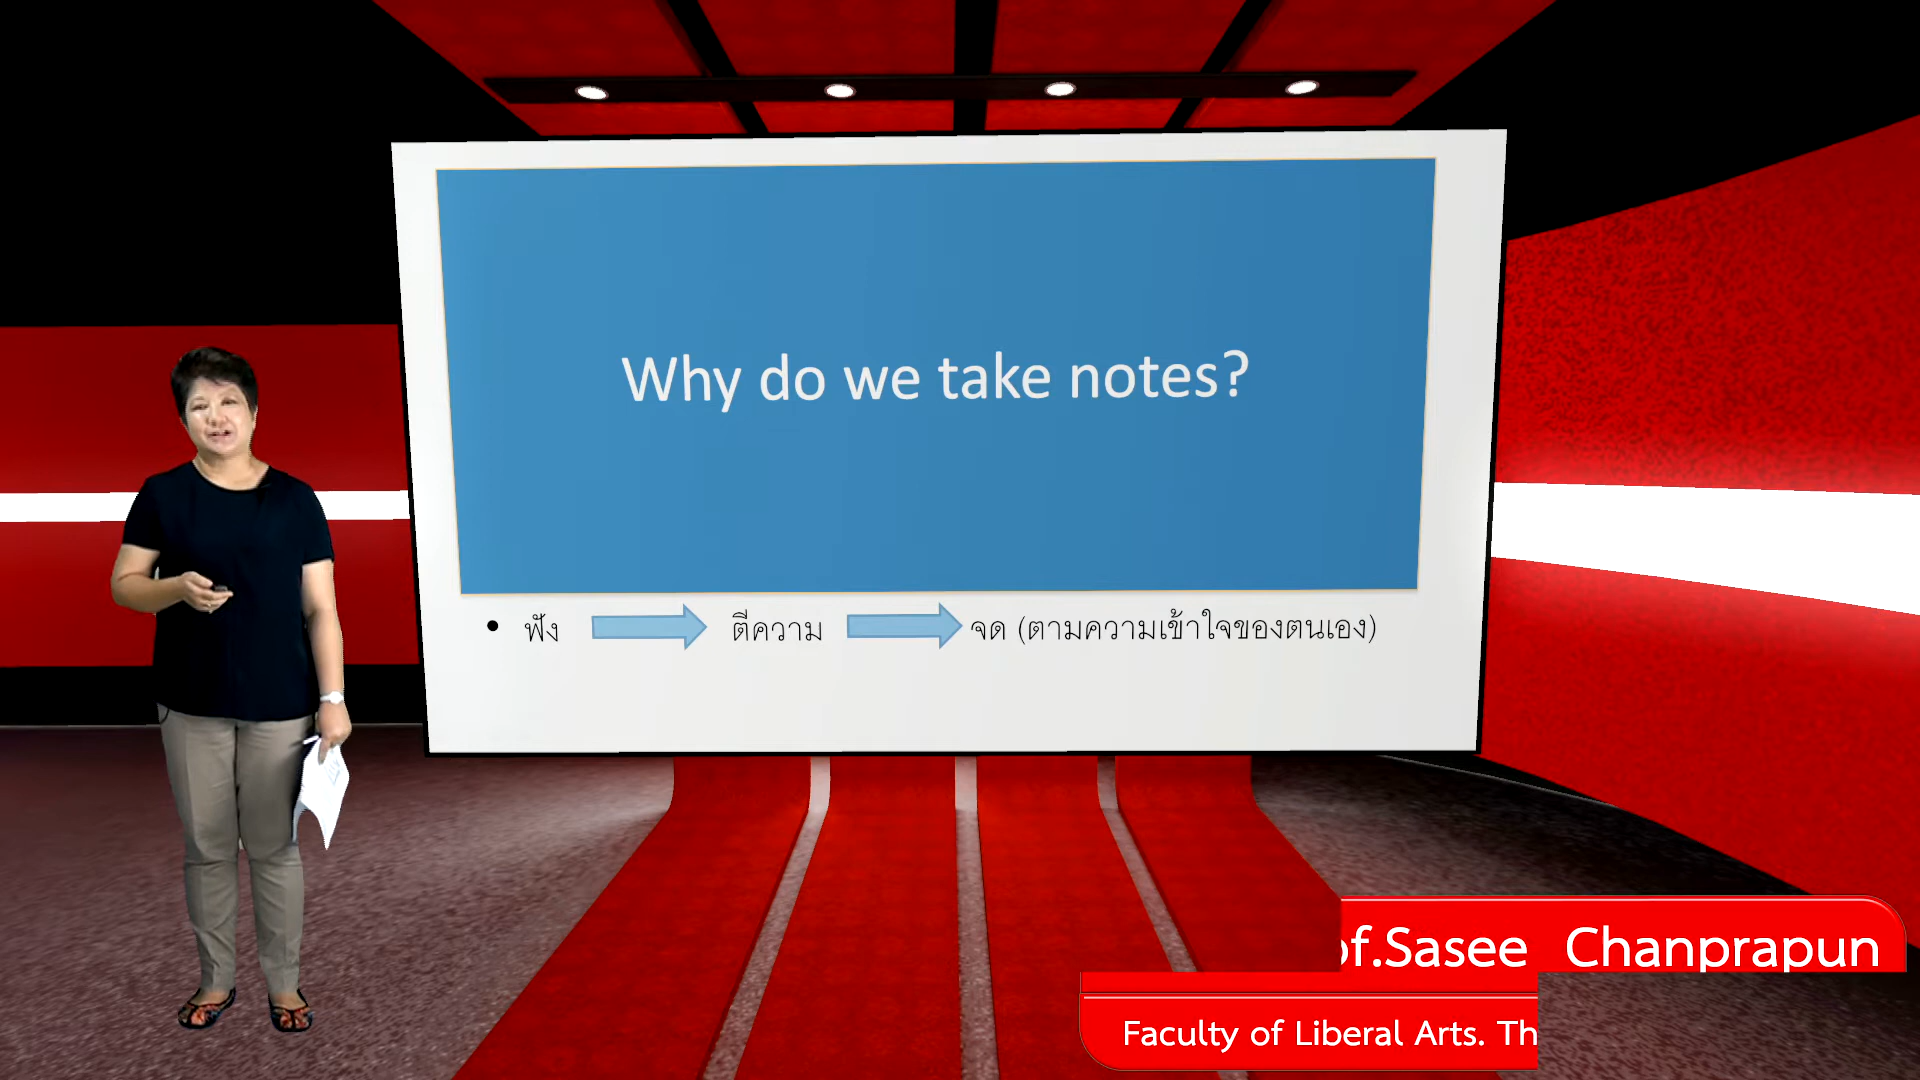 Why do we take notes?
• ฟัง ตีความ จด (ตามความเข้าใจของตนเอง)
of.Sasee Chanprapun
Faculty of Liberal Arts. Th